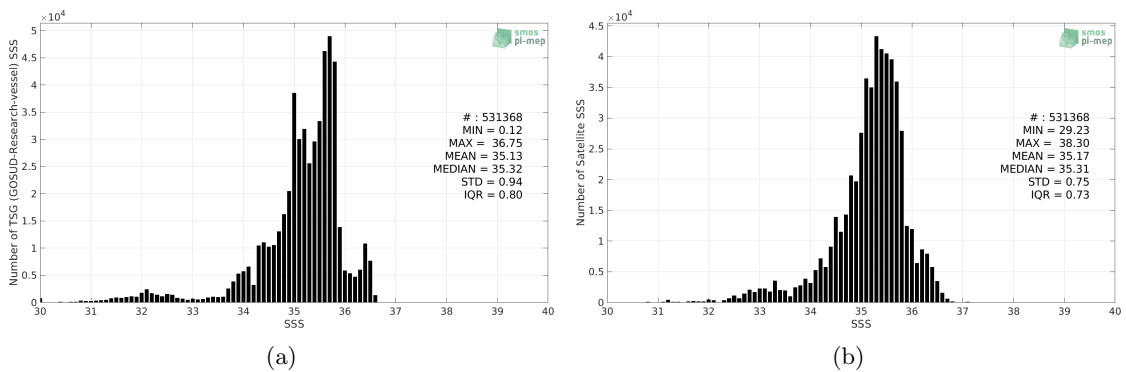 ×10⁴
5
4.5
4
3.5
3
2.5
2
1.5
1
0.5
0
30
31
32
33
34
35
36
37
38
39
40
SSS
Number of TSG (GOSUD-Research-vessel) SSS
smos
pi-mep
# : 531368
MIN = 0.12
MAX = 36.75
MEAN = 35.13
MEDIAN = 35.32
STD = 0.94
IQR = 0.80
(a)
×10⁴
4.5
4
3.5
3
2.5
2
1.5
1
0.5
0
30
31
32
33
34
35
36
37
38
39
40
SSS
Number of Satellite SSS
smos
pi-mep
# : 531368
MIN = 29.23
MAX = 38.30
MEAN = 35.17
MEDIAN = 35.31
STD = 0.75
IQR = 0.73
(b)